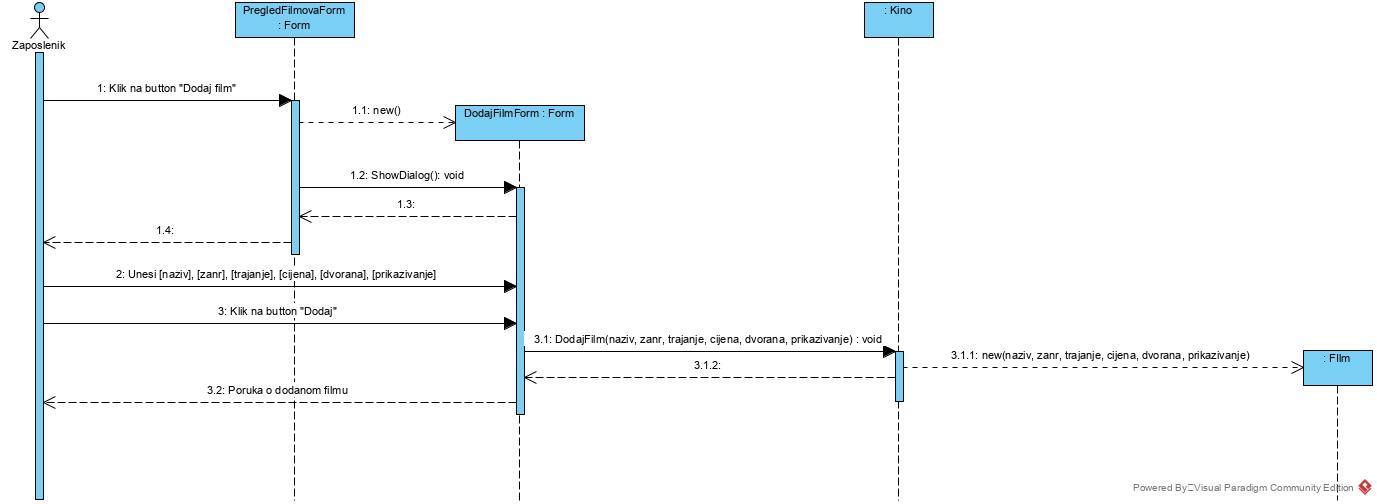 Zaposlenik
PregledFilmovaForm
: Form
: Kino
1: Klik na button "Dodaj film"
1.1: new()
DodajFilmForm : Form
1.2: ShowDialog(): void
1.3:
1.4:
2: Unesi [naziv], [zanr], [trajanje], [cijena], [dvorana], [prikazivanje]
3: Klik na button "Dodaj"
3.1: DodajFilm(naziv, zanr, trajanje, cijena, dvorana, prikazivanje) : void
3.1.1: new(naziv, zanr, trajanje, cijena, dvorana, prikazivanje)
: FIlm
3.1.2:
3.2: Poruka o dodanom filmu
Powered By Visual Paradigm Community Edition